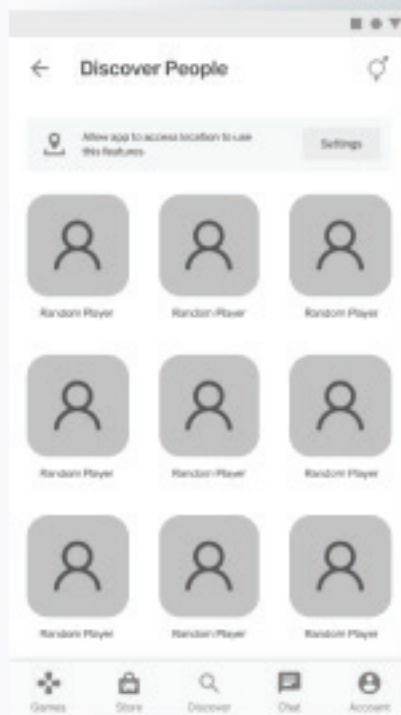 Discover People
Allow app to access location to use
this features
Settings
Random Player
Random Player
Random Player
Random Player
Random Player
Random Player
Random Player
Random Player
Random Player
Games
Store
Discover
Chat
Account